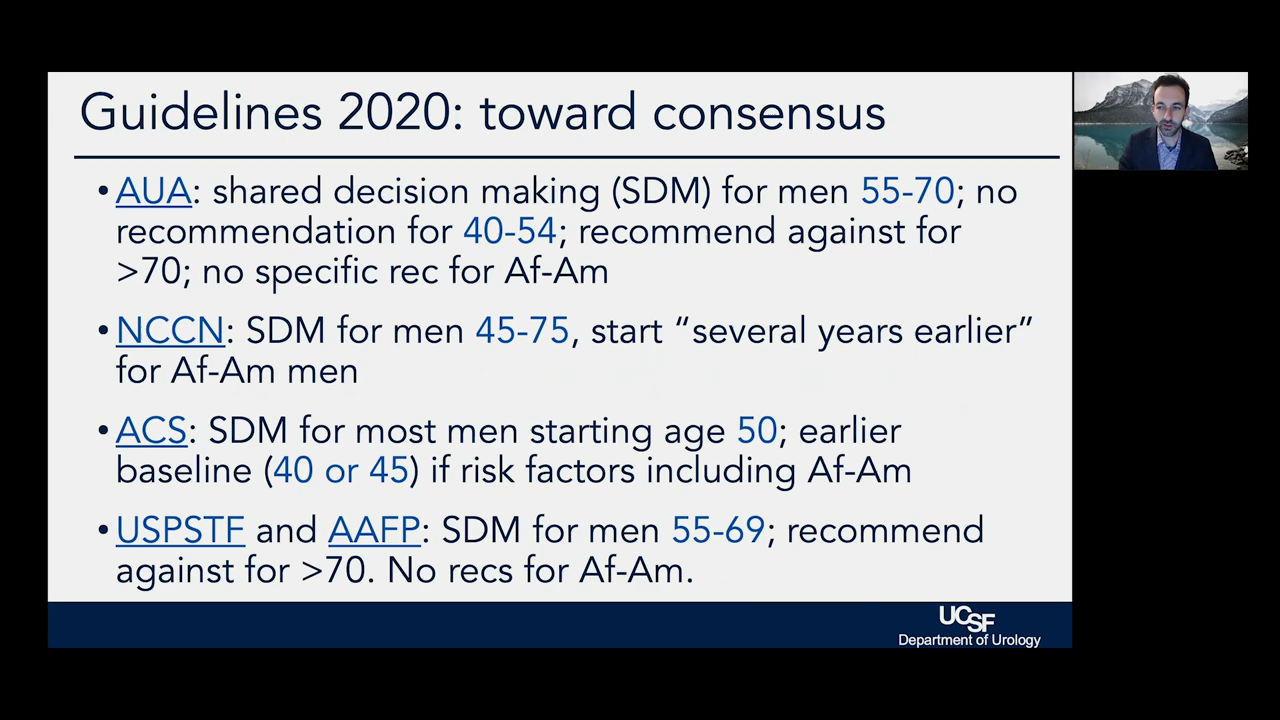 Guidelines 2020: toward consensus
•AUA: shared decision making (SDM) for men 55-70; no
recommendation for 40-54; recommend against for
>70; no specific rec for Af-Am
•NCCN: SDM for men 45-75, start “several years earlier”
for Af-Am men
•ACS: SDM for most men starting age 50; earlier
baseline (40 or 45) if risk factors including Af-Am
•USPSTF and AAFP: SDM for men 55-69; recommend
against for >70. No recs for Af-Am.
UCSF
Department of Urology